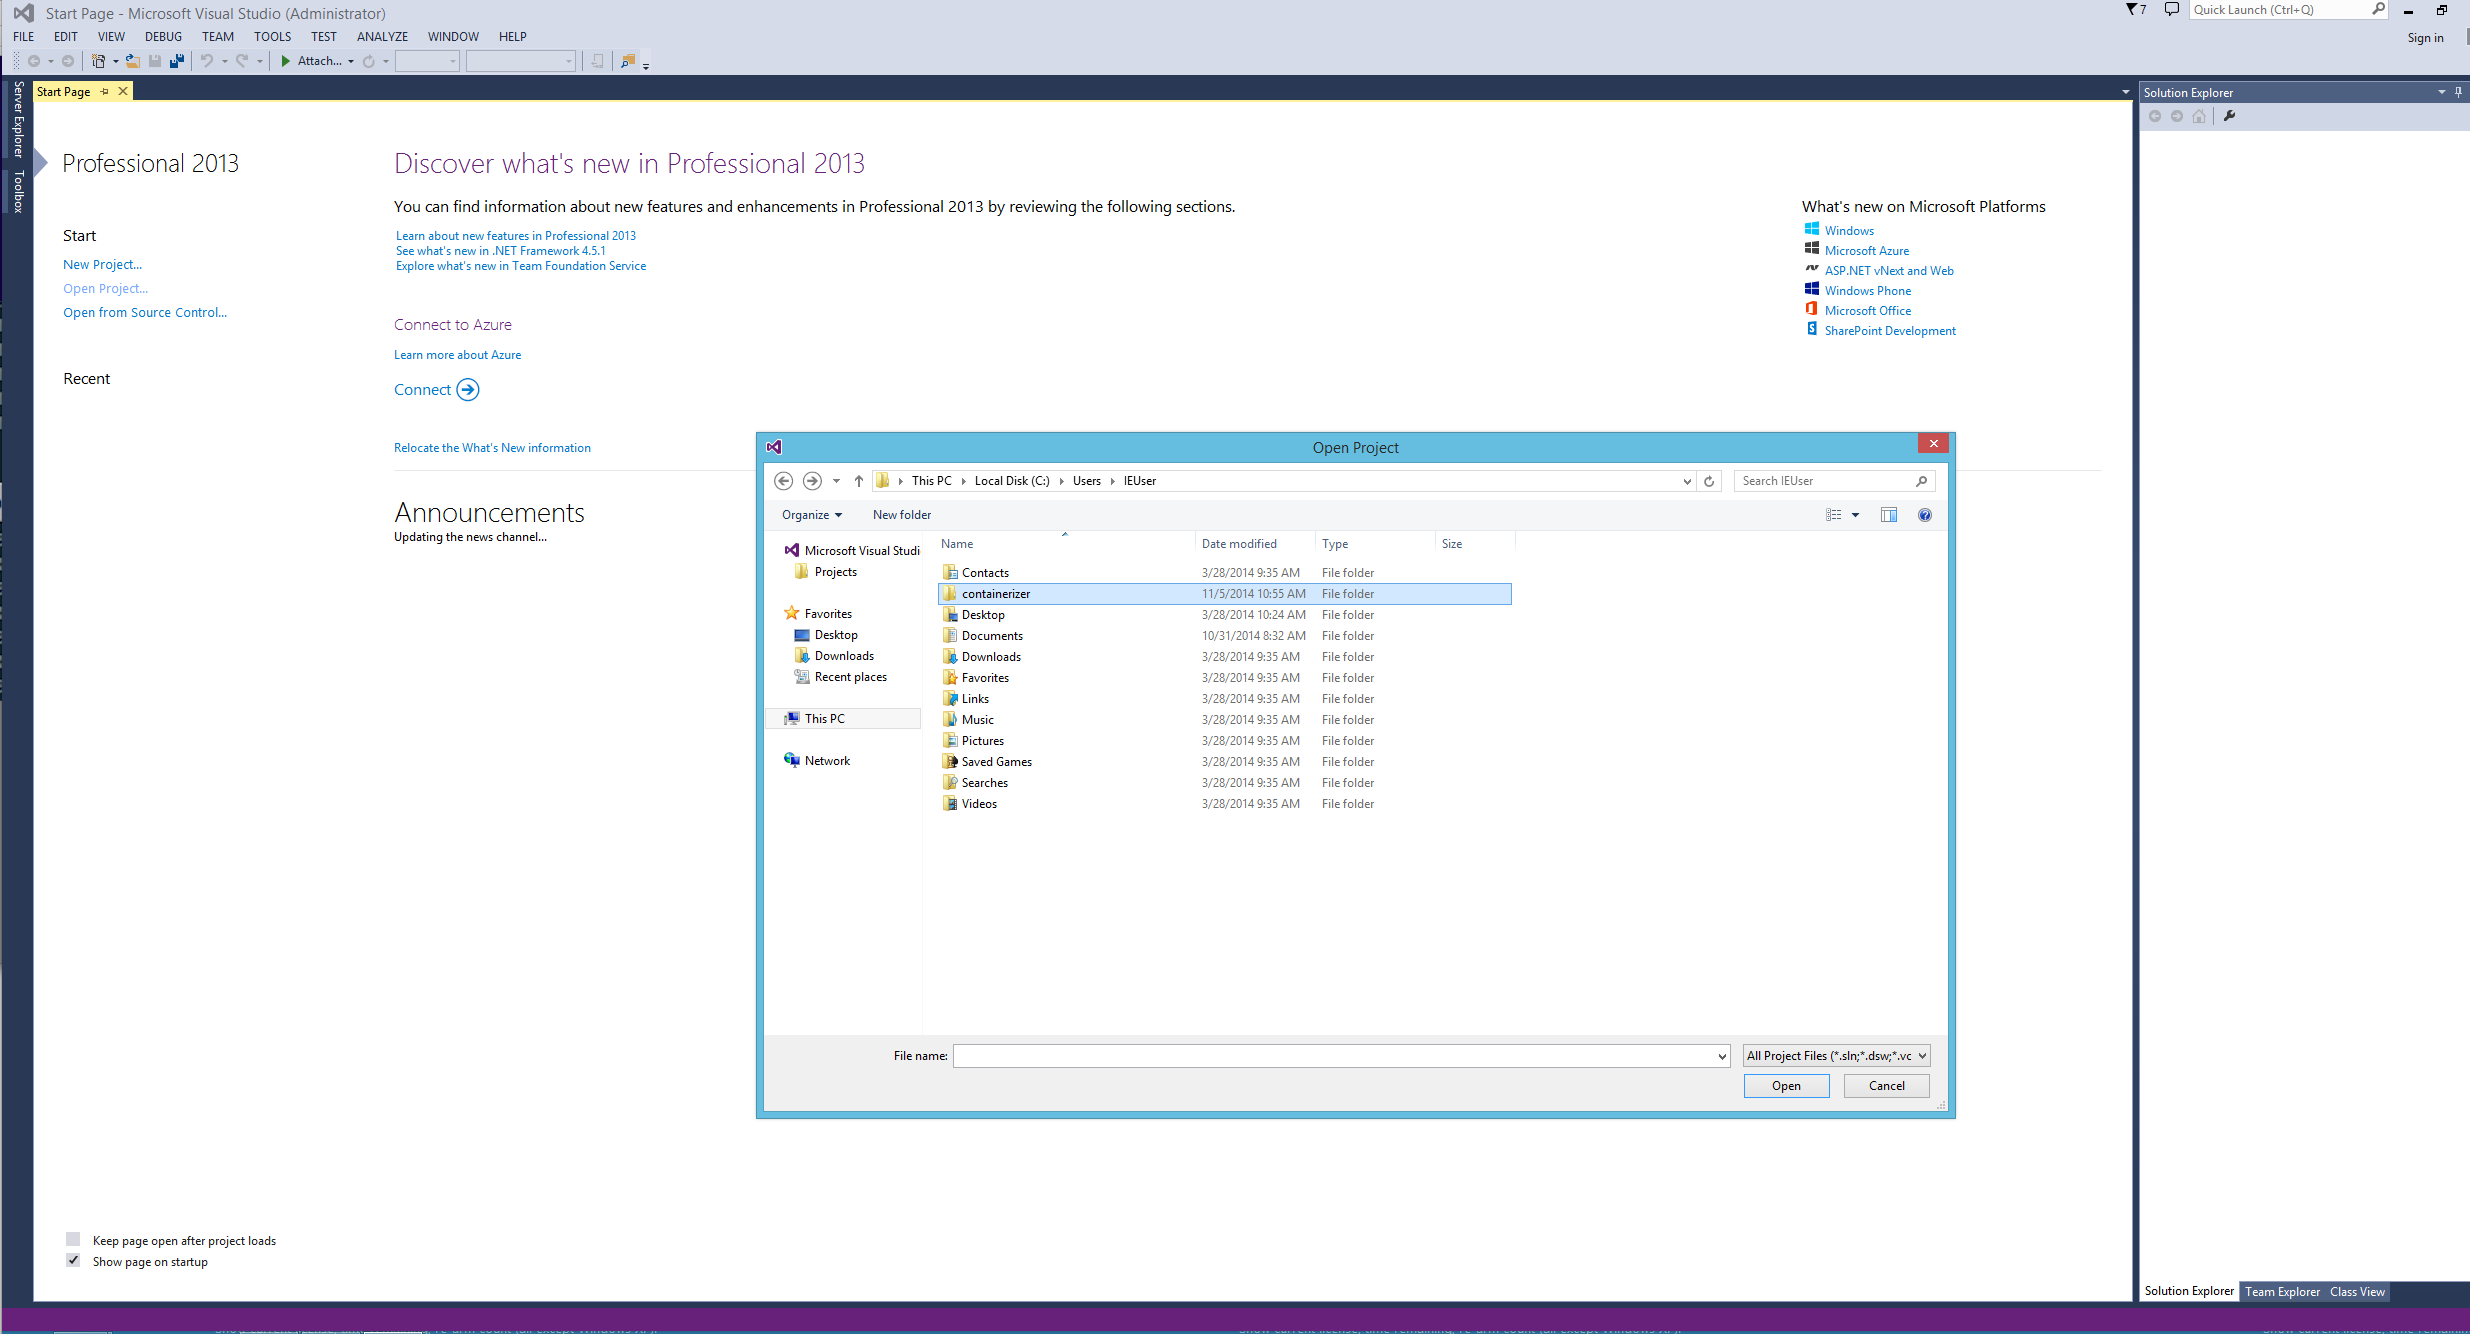 Start Page - Microsoft Visual Studio (Administrator)
7
Quick Launch (Ctrl+Q)
FILE EDIT VIEW DEBUG TEAM TOOLS TEST ANALYZE WINDOW HELP
Sign in
Attach...
Server Explorer
Toolbox
Start Page
Solution Explorer
Professional 2013
Start
New Project...
Open Project...
Open from Source Control...
Recent
Discover what's new in Professional 2013
You can find information about new features and enhancements in Professional 2013 by reviewing the following sections.
Learn about new features in Professional 2013
See what's new in .NET Framework 4.5.1
Explore what's new in Team Foundation Service
Connect to Azure
Learn more about Azure
Connect
Relocate the What's New information
Announcements
Updating the news channel...
What's new on Microsoft Platforms
Windows
Microsoft Azure
ASP.NET vNext and Web
Windows Phone
Microsoft Office
SharePoint Development
Open Project
This PC Local Disk (C:) Users IEUser
Search IEUser
Organize New folder
Microsoft Visual Studi
Projects
Favorites
Desktop
Downloads
Recent places
This PC
Network
Name Date modified Type Size
Contacts 3/28/2014 9:35 AM File folder
containerizer 11/5/2014 10:55 AM File folder
Desktop 3/28/2014 10:24 AM File folder
Documents 10/31/2014 8:32 AM File folder
Downloads 3/28/2014 9:35 AM File folder
Favorites 3/28/2014 9:35 AM File folder
Links 3/28/2014 9:35 AM File folder
Music 3/28/2014 9:35 AM File folder
Pictures 3/28/2014 9:35 AM File folder
Saved Games 3/28/2014 9:35 AM File folder
Searches 3/28/2014 9:35 AM File folder
Videos 3/28/2014 9:35 AM File folder
File name:
All Project Files (*.sln;*.dsw;*.vc
Open Cancel
Keep page open after project loads
Show page on startup
Solution Explorer Team Explorer Class View